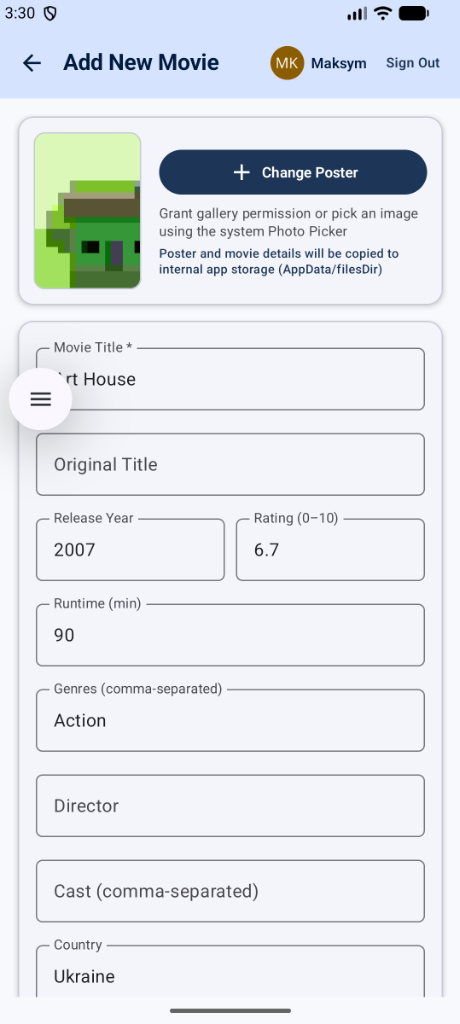 3:30
Add New Movie
MK
Maksym
Sign Out
Change Poster
Grant gallery permission or pick an image
using the system Photo Picker
Poster and movie details will be copied to
internal app storage (AppData/filesDir)
Movie Title *
rt House
Original Title
Release Year
Rating (0–10)
2007
6.7
Runtime (min)
90
Genres (comma-separated)
Action
Director
Cast (comma-separated)
Country
Ukraine